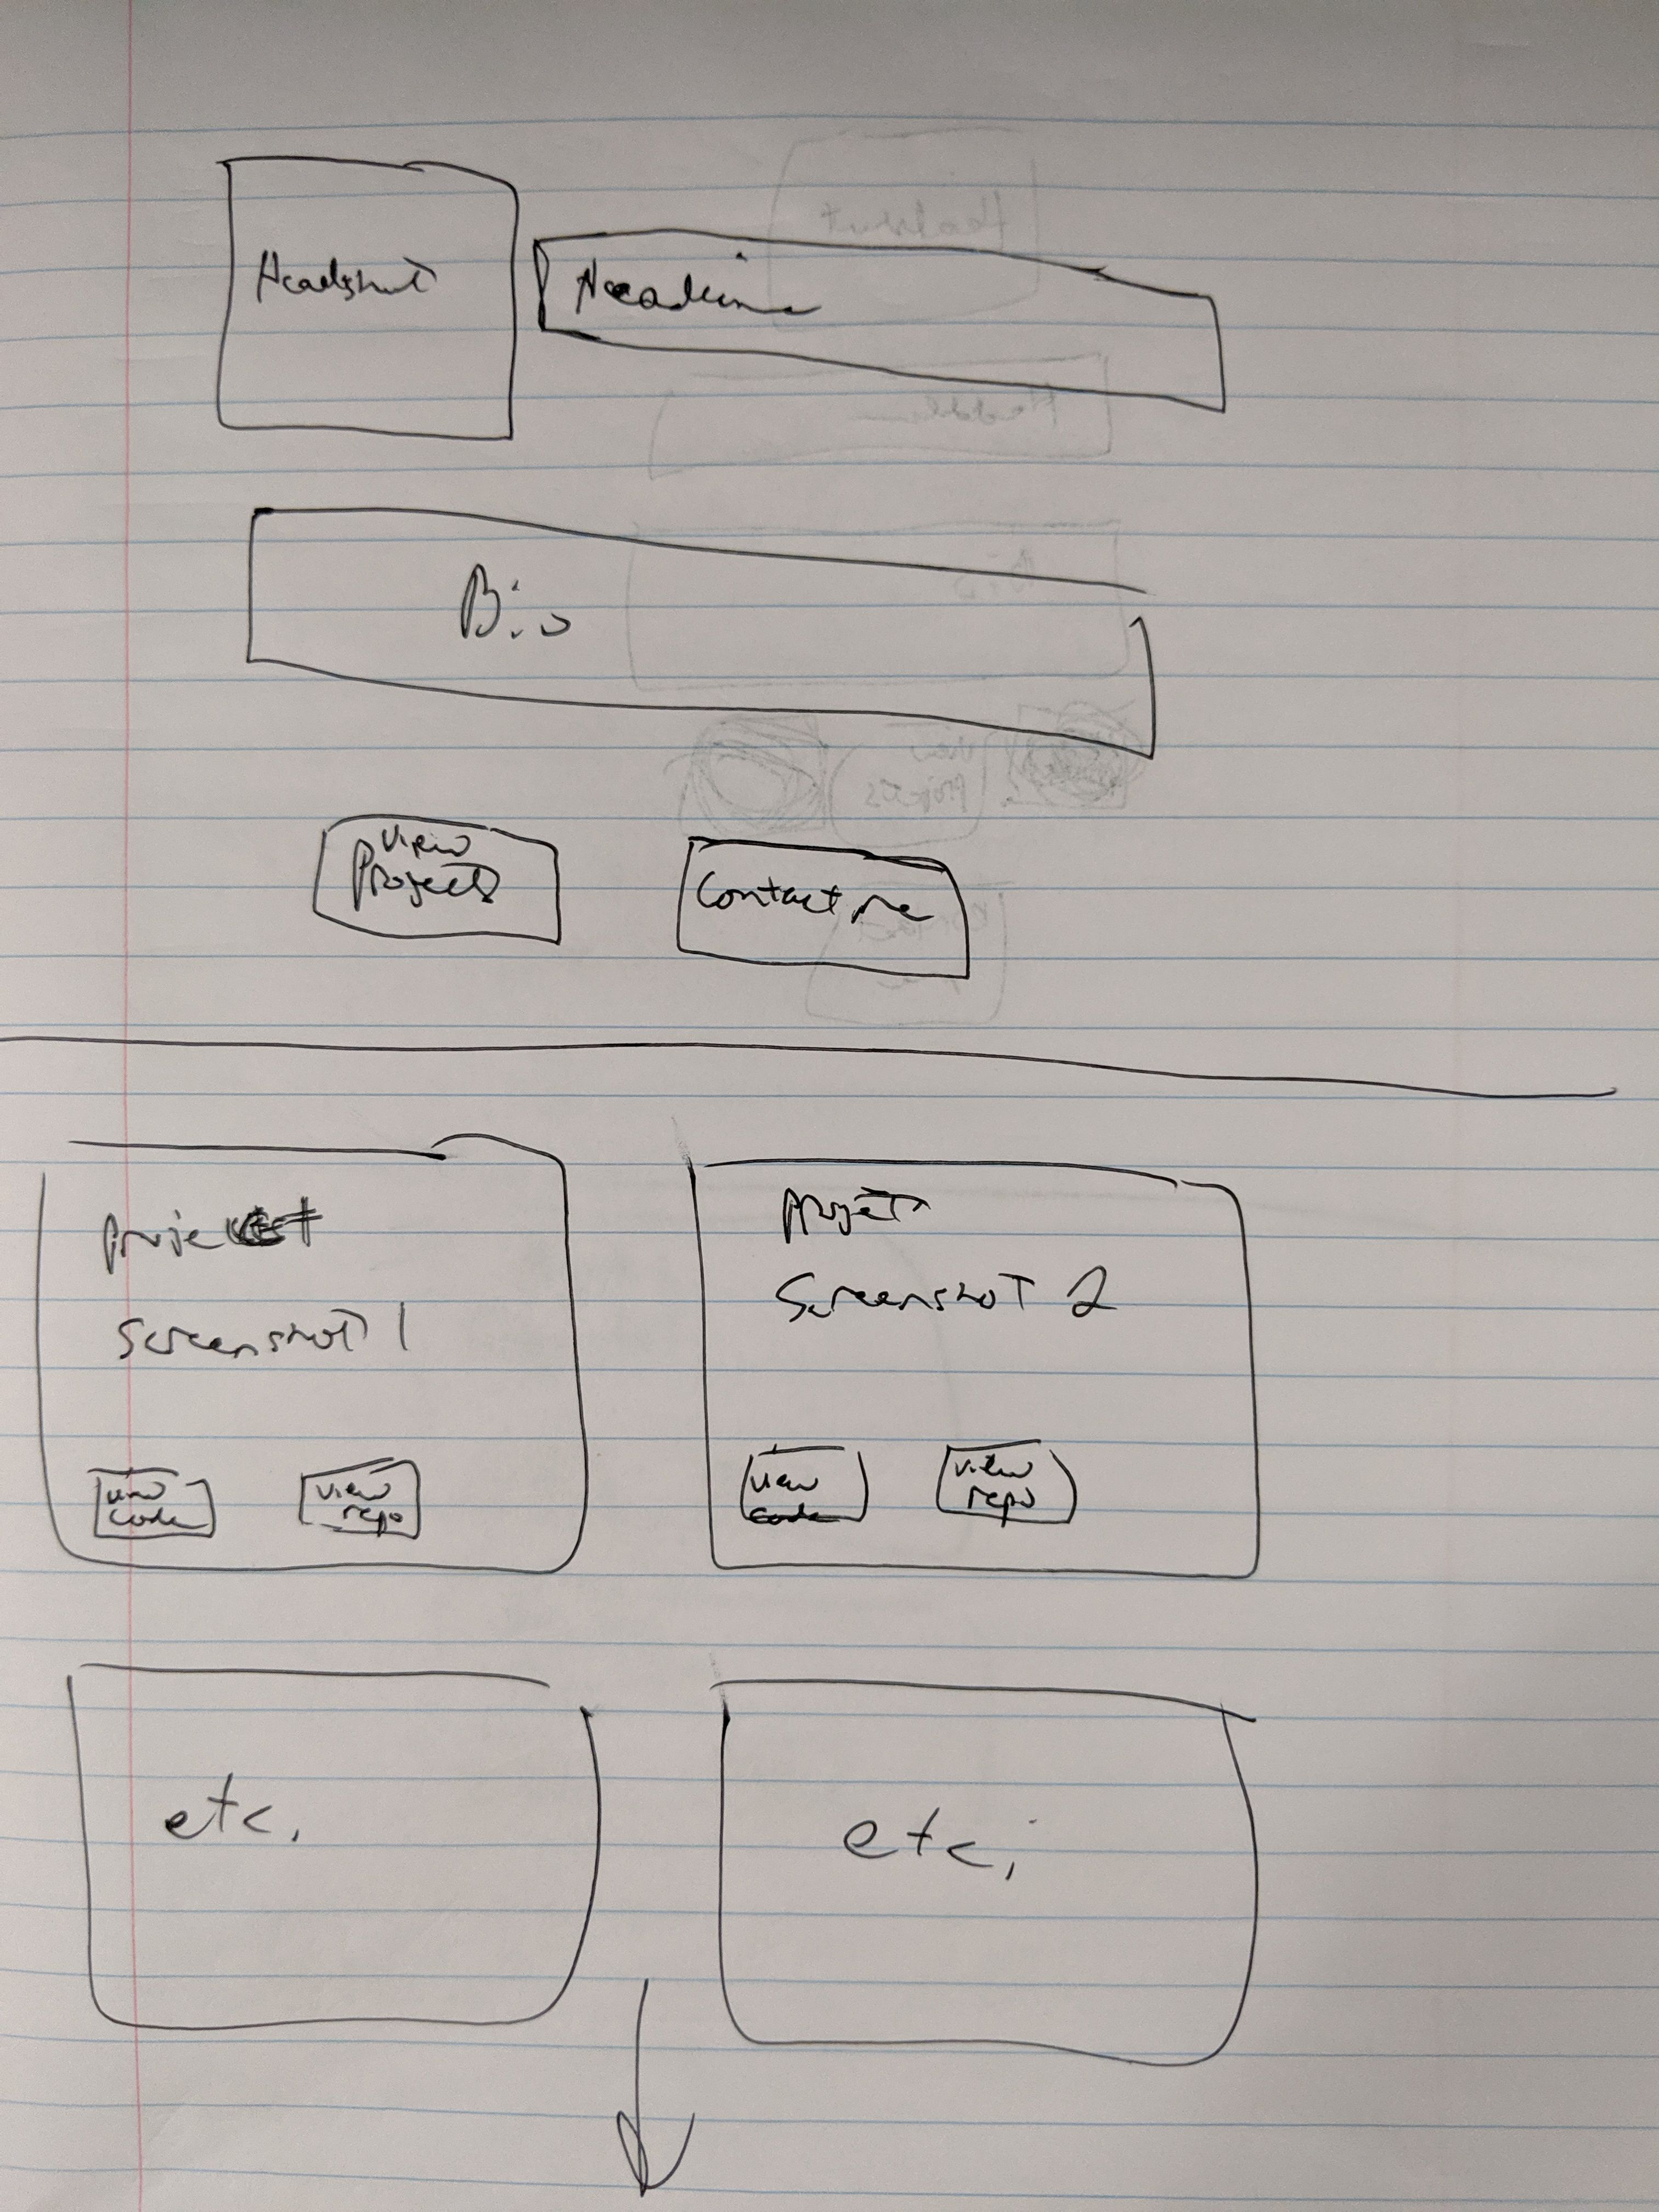 Headshot
Headline
Bio
View
Projects
Contact me
project
screenshot 1
view
code
view
repo
project
screenshot 2
view
code
view
repo
etc.
etc.